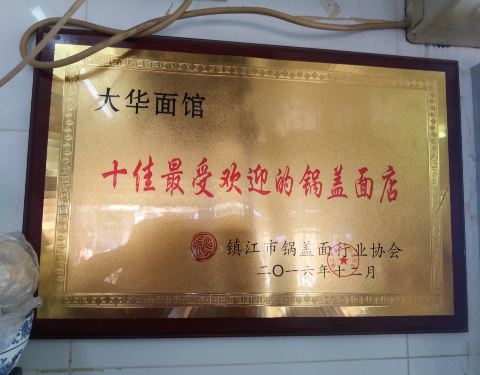 大华面馆
十佳最受欢迎的锅盖面店
镇江市锅盖面行业协会
二〇一六年十二月